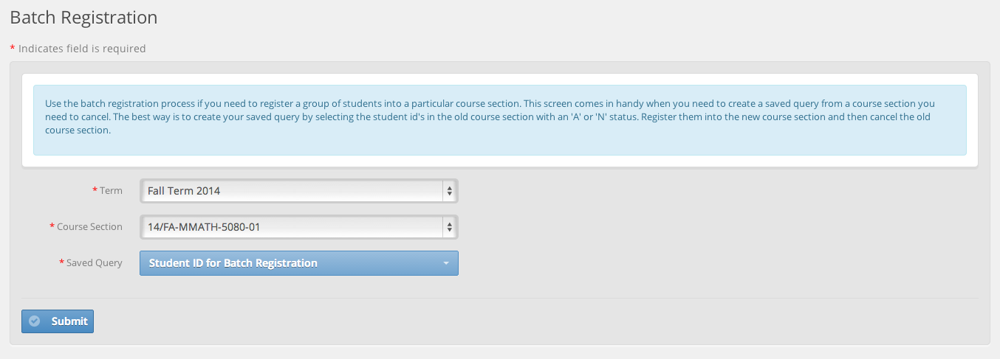 Batch Registration
* Indicates field is required
Use the batch registration process if you need to register a group of students into a particular course section. This screen comes in handy when you need to create a saved query from a course section you
need to cancel. The best way is to create your saved query by selecting the student id's in the old course section with an 'A' or 'N' status. Register them into the new course section and then cancel the old
course section.
* Term Fall Term 2014
* Course Section 14/FA-MMATH-5080-01
* Saved Query Student ID for Batch Registration
Submit